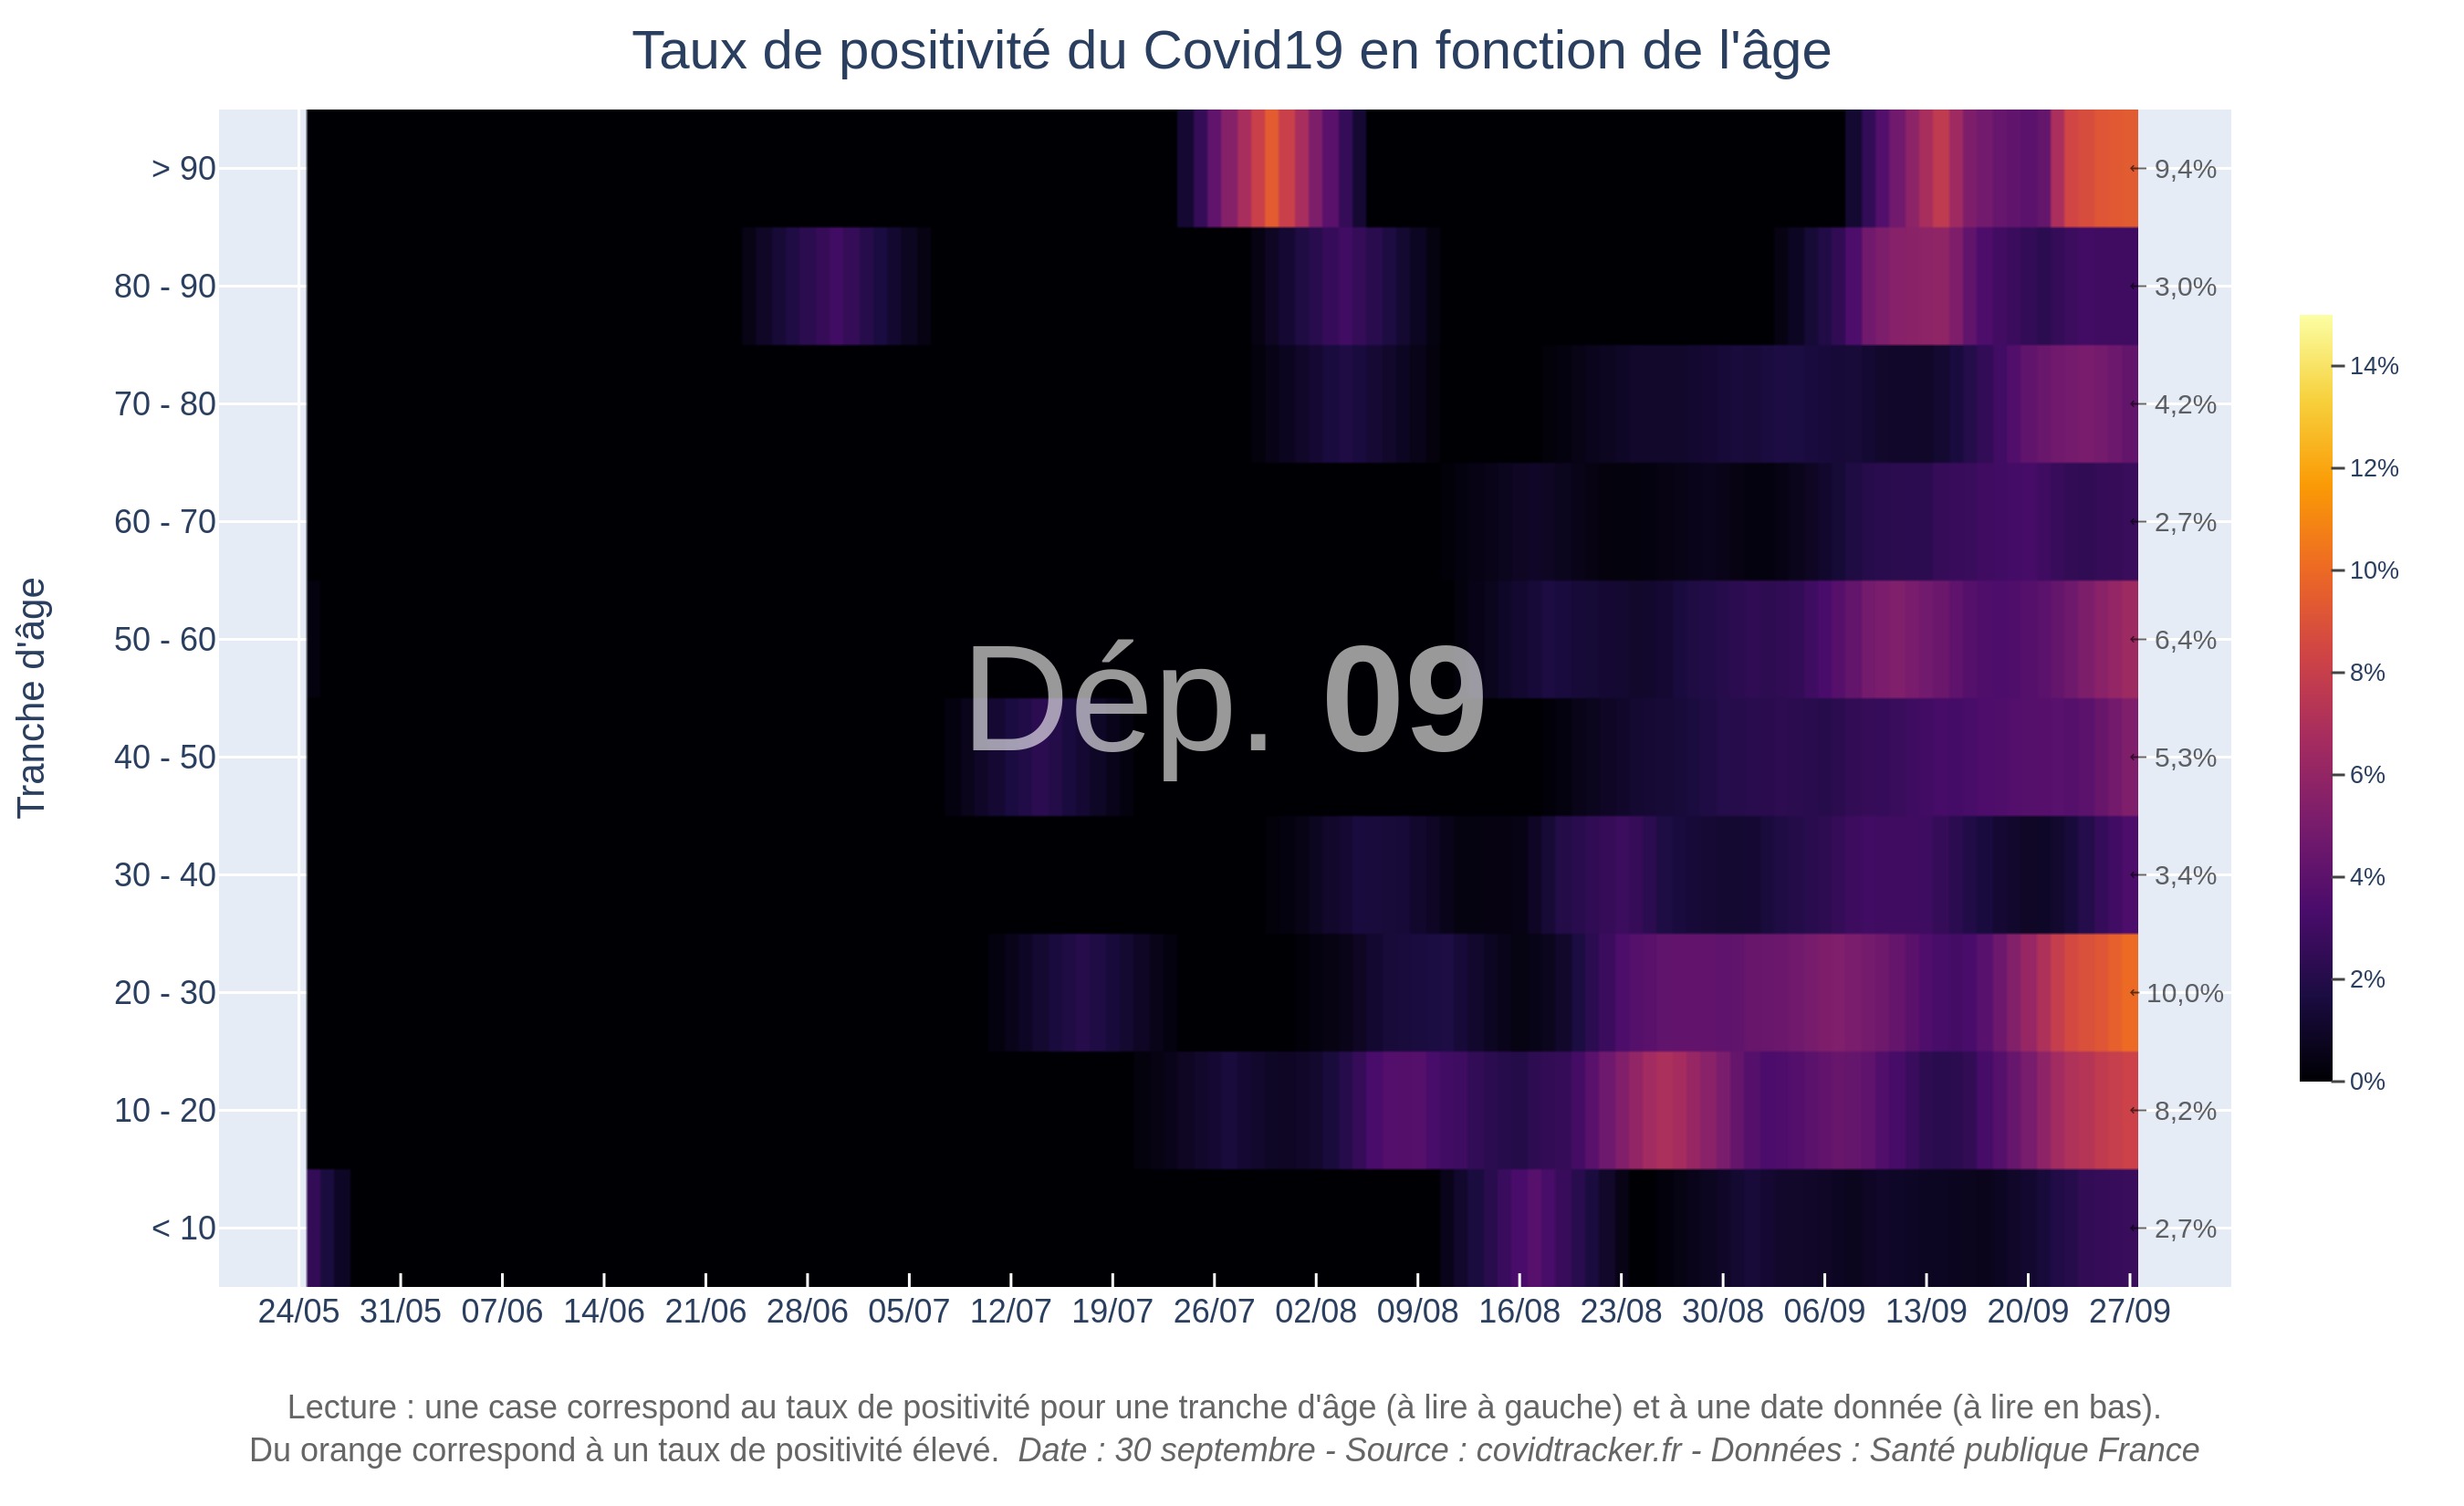 Taux de positivité du Covid19 en fonction de l'âge
Tranche d'âge
> 90
80 - 90
70 - 80
60 - 70
50 - 60
40 - 50
30 - 40
20 - 30
10 - 20
< 10
Dép. 09
9,4%
3,0%
4,2%
2,7%
6,4%
5,3%
3,4%
10,0%
8,2%
2,7%
14%
12%
10%
8%
6%
4%
2%
0%
24/05 31/05 07/06 14/06 21/06 28/06 05/07 12/07 19/07 26/07 02/08 09/08 16/08 23/08 30/08 06/09 13/09 20/09 27/09
Lecture : une case correspond au taux de positivité pour une tranche d'âge (à lire à gauche) et à une date donnée (à lire en bas).
Du orange correspond à un taux de positivité élevé. Date : 30 septembre - Source : covidtracker.fr - Données : Santé publique France